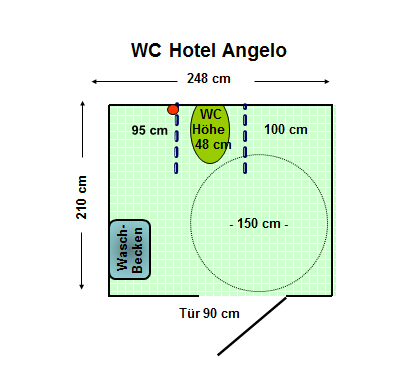 WC Hotel Angelo
248 cm
WC
95 cm
Höhe
100 cm
48 cm
210 cm
- 150 cm -
Wasch-
Becken
Tür 90 cm